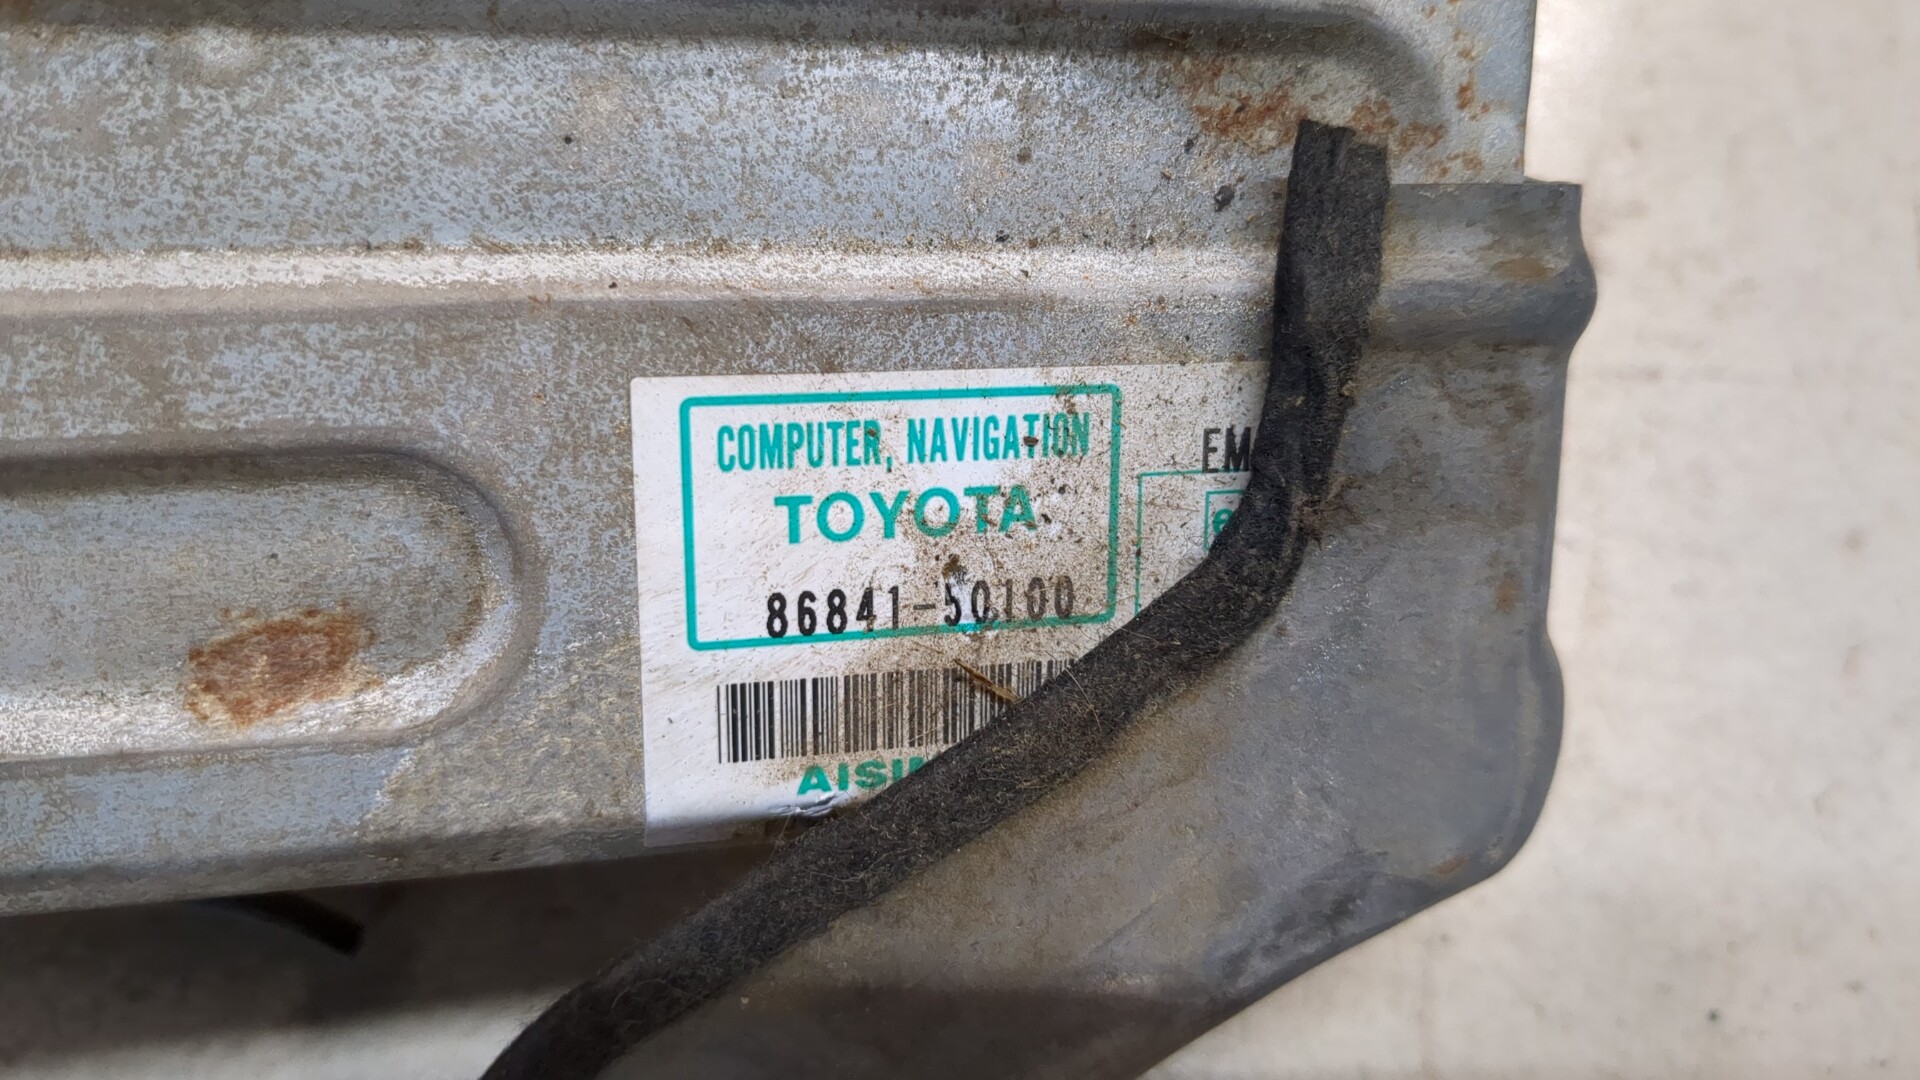 COMPUTER, NAVIGATION
TOYOTA
86841-50100